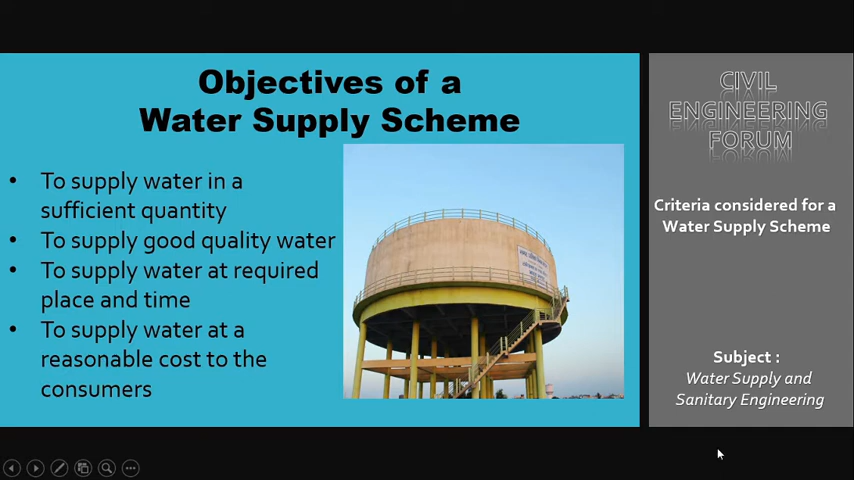 Objectives of a
Water Supply Scheme
• To supply water in a
sufficient quantity
• To supply good quality water
• To supply water at required
place and time
• To supply water at a
reasonable cost to the
consumers
CIVIL
ENGINEERING
FORUM
Criteria considered for a
Water Supply Scheme
Subject :
Water Supply and
Sanitary Engineering